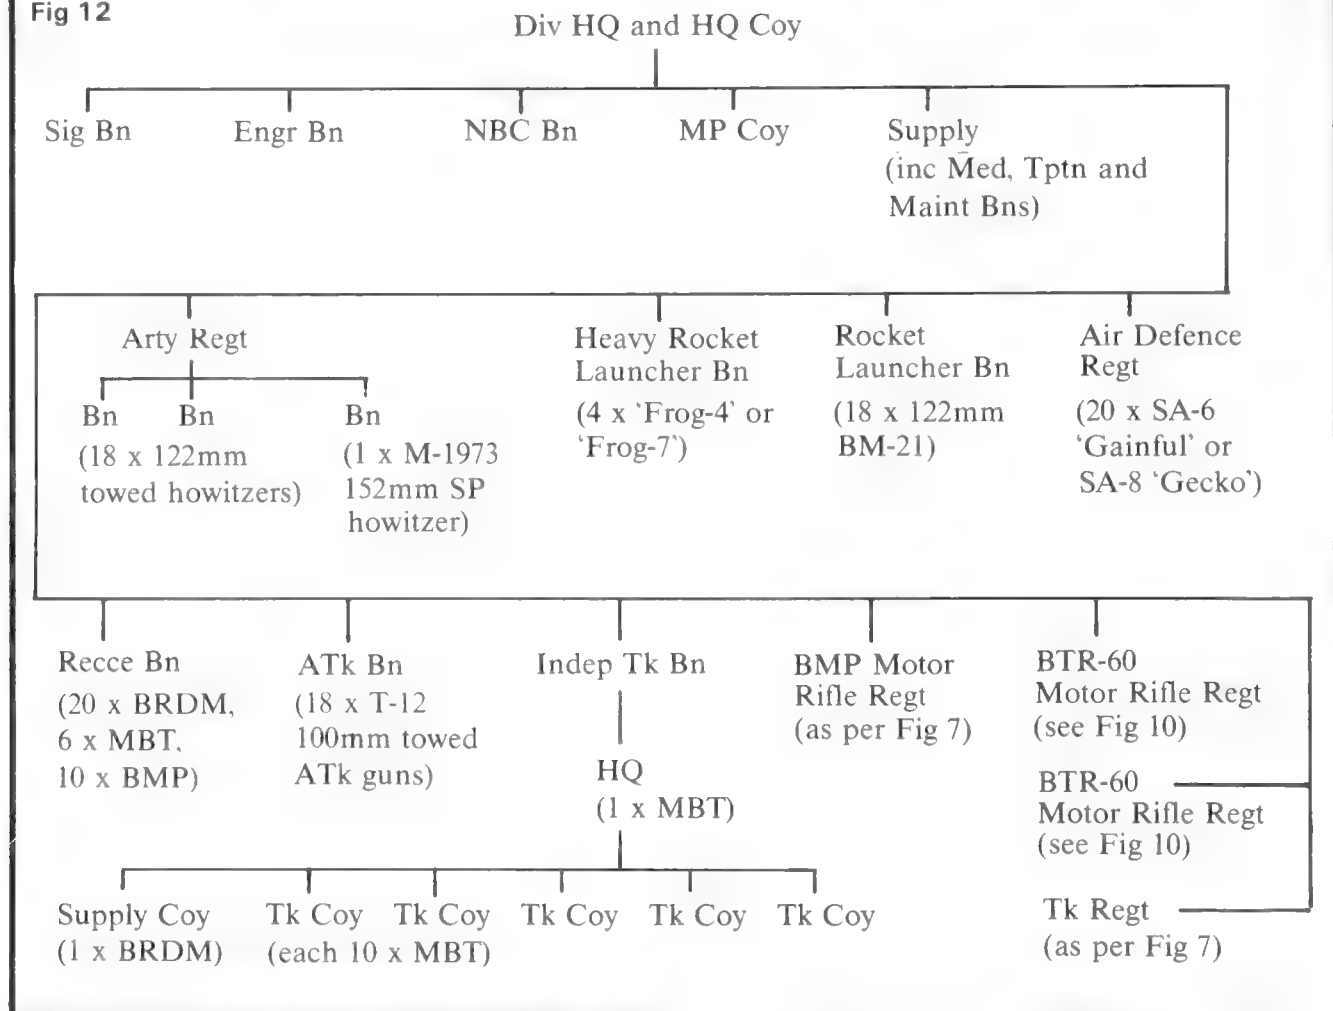 Fig 12
Div HQ and HQ Coy
Sig Bn
Engr Bn
NBC Bn
MP Coy
Supply
(inc Med, Tptn and
Maint Bns)
Arty Regt
Bn
Bn
(18 x 122mm
towed howitzers)
Bn
(1 x M-1973
152mm SP
howitzer)
Heavy Rocket
Launcher Bn
(4 x ‘Frog-4’ or
‘Frog-7’)
Rocket
Launcher Bn
(18 x 122mm
BM-21)
Air Defence
Regt
(20 x SA-6
‘Gainful’ or
SA-8 ‘Gecko’)
Recce Bn
(20 x BRDM,
6 x MBT,
10 x BMP)
ATk Bn
(18 x T-12
100mm towed
ATk guns)
Indep Tk Bn
HQ
(1 x MBT)
Supply Coy
(1 x BRDM)
Tk Coy
Tk Coy
Tk Coy
Tk Coy
Tk Coy
(each 10 x MBT)
BMP Motor
Rifle Regt
(as per Fig 7)
BTR-60
Motor Rifle Regt
(see Fig 10)
BTR-60
Motor Rifle Regt
(see Fig 10)
Tk Regt
(as per Fig 7)